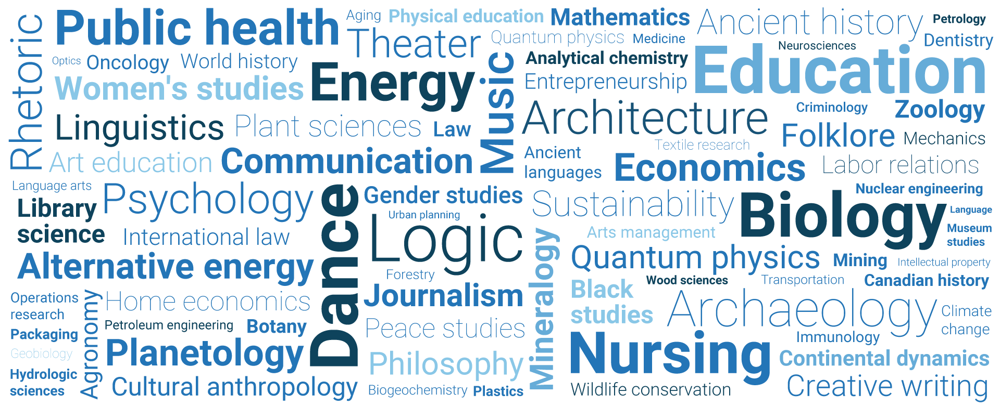 Rhetoric
Public health
Aging
Physical education
Mathematics
Ancient history
Petrology
Theater
Quantum physics
Medicine
Neurosciences
Dentistry
Optics
Oncology
World history
Energy
Music
Analytical chemistry
Education
Women's studies
Entrepreneurship
Linguistics
Plant sciences
Law
Architecture
Criminology
Zoology
Folklore
Mechanics
Textile research
Art education
Communication
Ancient
languages
Economics
Labor relations
Language arts
Psychology
Dance
Gender studies
Sustainability
Nuclear engineering
Biology
Language
Library
science
Urban planning
Logic
Arts management
Museum
studies
International law
Mineralogy
Quantum physics
Mining
Intellectual property
Alternative energy
Forestry
Wood sciences
Transportation
Canadian history
Journalism
Black
studies
Archaeology
Climate
change
Operations
research
Agronomy
Home economics
Petroleum engineering
Botany
Peace studies
Packaging
Immunology
Geobiology
Planetology
Philosophy
Nursing
Continental dynamics
Hydrologic
sciences
Cultural anthropology
Biogeochemistry
Plastics
Wildlife conservation
Creative writing